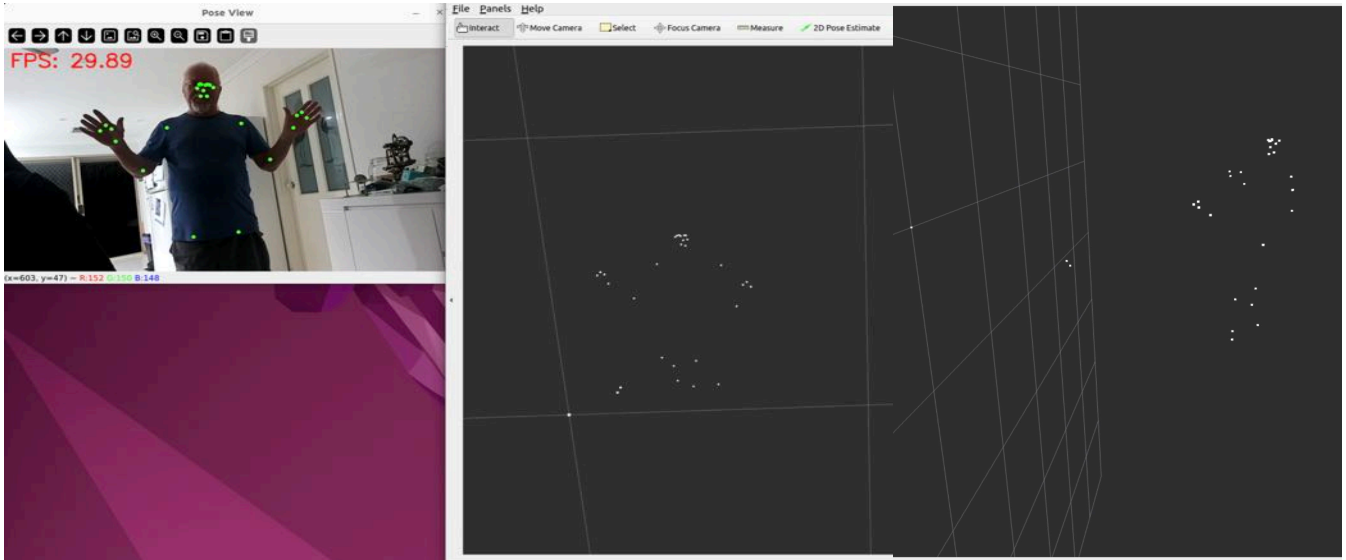 Pose View
FPS: 29.89
(x=603, y=47) ~ R:152 G:150 B:148
File Panels Help
Interact Move Camera Select Focus Camera Measure 2D Pose Estimate